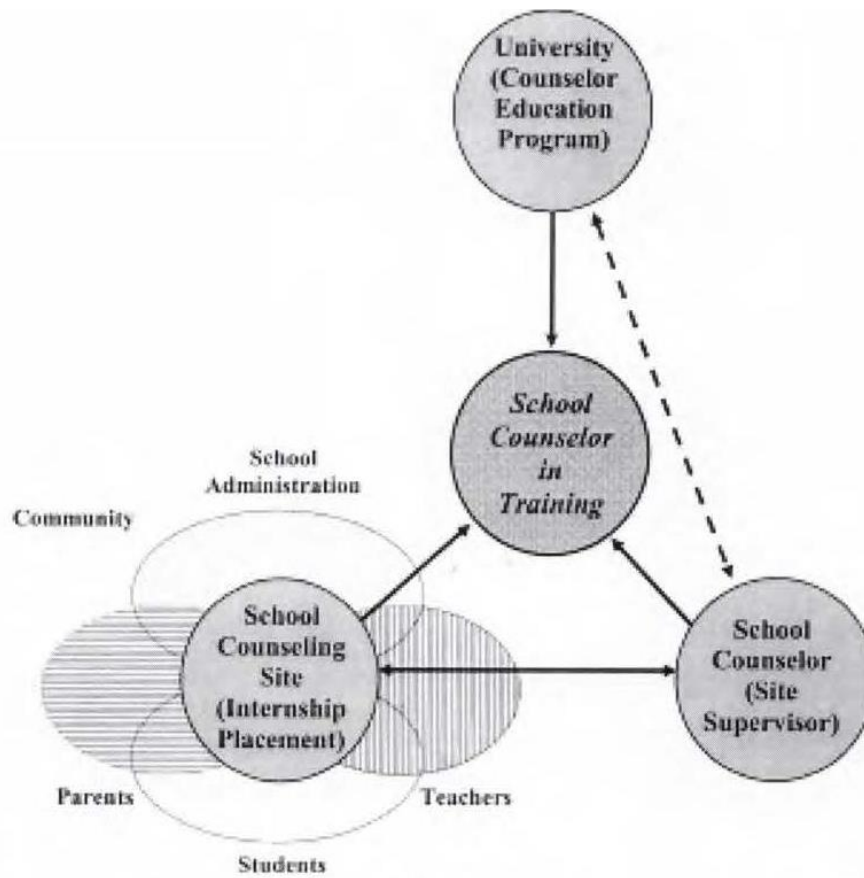 University
(Counselor
Education
Program)
School
Counselor
in
Training
School
Administration
Community
School
Counseling
Site
(Internship
Placement)
School
Counselor
(Site
Supervisor)
Parents
Teachers
Students